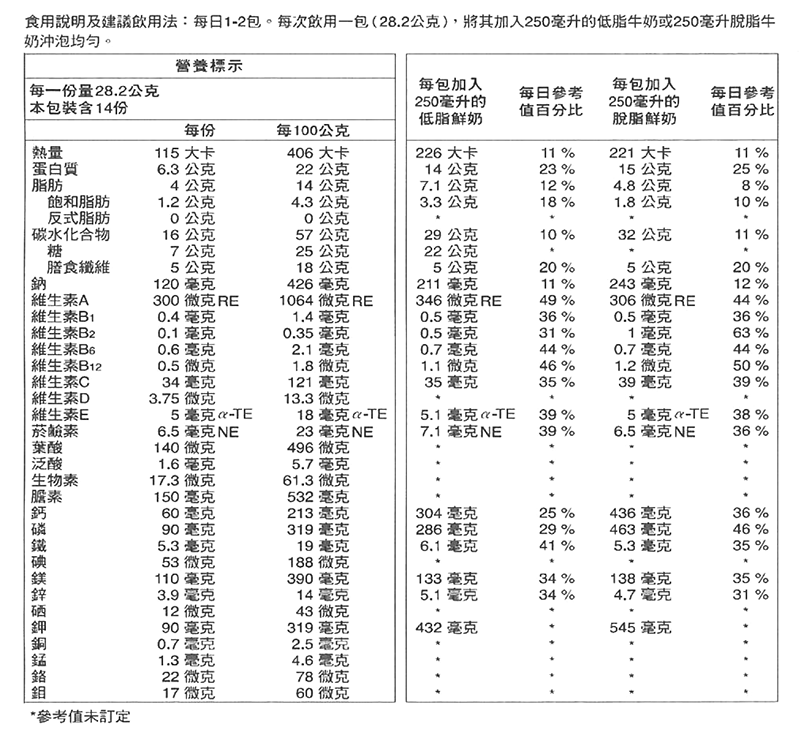 食用說明及建議飲用法：每日1-2包。每次飲用一包(28.2公克)，將其加入250毫升的低脂牛奶或250毫升脫脂牛
奶沖泡均勻。
營養標示
每一份量28.2公克
本包裝含14份
每份 每100公克
每包加入 每日參考 每包加入 每日參考
250毫升的 值百分比 250毫升的 值百分比
低脂鮮奶 脫脂鮮奶
熱量 115 大卡 406 大卡 226 大卡 11 % 221 大卡 11 %
蛋白質 6.3 公克 22 公克 14 公克 23 % 15 公克 25 %
脂肪 4 公克 14 公克 7.1 公克 12 % 4.8 公克 8 %
飽和脂肪 1.2 公克 4.3 公克 3.3 公克 18 % 1.8 公克 10 %
反式脂肪 0 公克 0 公克 * * * *
碳水化合物 16 公克 57 公克 29 公克 10 % 32 公克 11 %
糖 7 公克 25 公克 22 公克 * * *
膳食纖維 5 公克 18 公克 5 公克 20 % 5 公克 20 %
鈉 120 毫克 426 毫克 211 毫克 11 % 243 毫克 12 %
維生素A 300 微克RE 1064 微克RE 346 微克RE 49 % 306 微克RE 44 %
維生素B1 0.4 毫克 1.4 毫克 0.5 毫克 36 % 0.5 毫克 36 %
維生素B2 0.1 毫克 0.35 毫克 0.5 毫克 31 % 1 毫克 63 %
維生素B6 0.6 毫克 2.1 毫克 0.7 毫克 44 % 0.7 毫克 44 %
維生素B12 0.5 微克 1.8 微克 1.1 微克 46 % 1.2 微克 50 %
維生素C 34 毫克 121 毫克 35 毫克 35 % 39 毫克 39 %
維生素D 3.75 微克 13.3 微克 * * * *
維生素E 5 毫克α-TE 18 毫克α-TE 5.1 毫克α-TE 39 % 5 毫克α-TE 38 %
菸鹼素 6.5 毫克NE 23 毫克NE 7.1 毫克NE 39 % 6.5 毫克NE 36 %
葉酸 140 微克 496 微克 * * * *
泛酸 1.6 毫克 5.7 毫克 * * * *
生物素 17.3 微克 61.3 微克 * * * *
膽素 150 毫克 532 毫克 * * * *
鈣 60 毫克 213 毫克 304 毫克 25 % 436 毫克 36 %
磷 90 毫克 319 毫克 286 毫克 29 % 463 毫克 46 %
鐵 5.3 毫克 19 毫克 6.1 毫克 41 % 5.3 毫克 35 %
碘 53 微克 188 微克 * * * *
鎂 110 毫克 390 毫克 133 毫克 34 % 138 毫克 35 %
鋅 3.9 毫克 14 毫克 5.1 毫克 34 % 4.7 毫克 31 %
硒 12 微克 43 微克 * * * *
鉀 90 毫克 319 毫克 432 毫克 * 545 毫克 *
銅 0.7 毫克 2.5 毫克 * * * *
錳 1.3 毫克 4.6 毫克 * * * *
鉻 22 微克 78 微克 * * * *
鉬 17 微克 60 微克 * * * *
*參考值未訂定